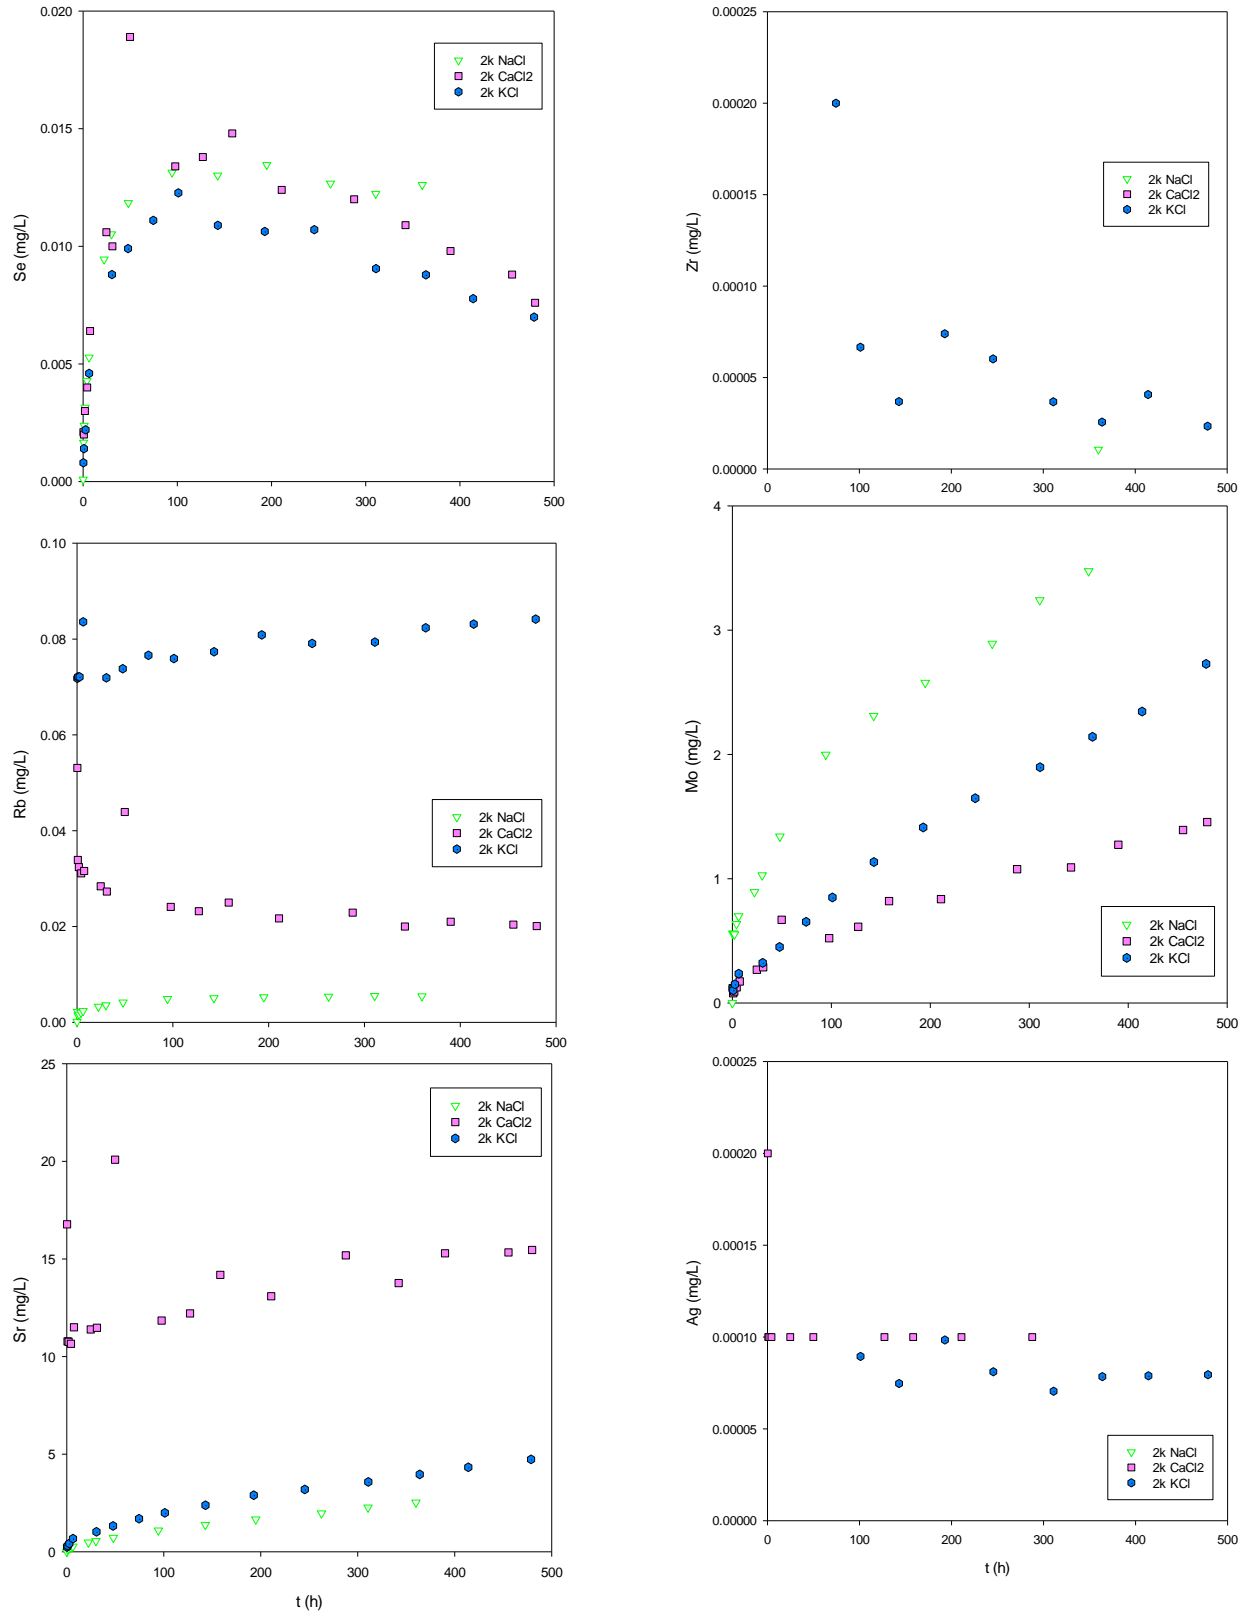 0.020
0.015
0.010
0.005
0.000
Se (mg/L)
0 100 200 300 400 500
2k NaCl
2k CaCl2
2k KCl
0.00025
0.00020
0.00015
0.00010
0.00005
0.00000
Zr (mg/L)
0 100 200 300 400 500
2k NaCl
2k CaCl2
2k KCl
0.10
0.08
0.06
0.04
0.02
0.00
Rb (mg/L)
0 100 200 300 400 500
2k NaCl
2k CaCl2
2k KCl
4
3
2
1
0
Mo (mg/L)
0 100 200 300 400 500
2k NaCl
2k CaCl2
2k KCl
25
20
15
10
5
0
Sr (mg/L)
0 100 200 300 400 500
t (h)
2k NaCl
2k CaCl2
2k KCl
0.00025
0.00020
0.00015
0.00010
0.00005
0.00000
Ag (mg/L)
0 100 200 300 400 500
t (h)
2k NaCl
2k CaCl2
2k KCl